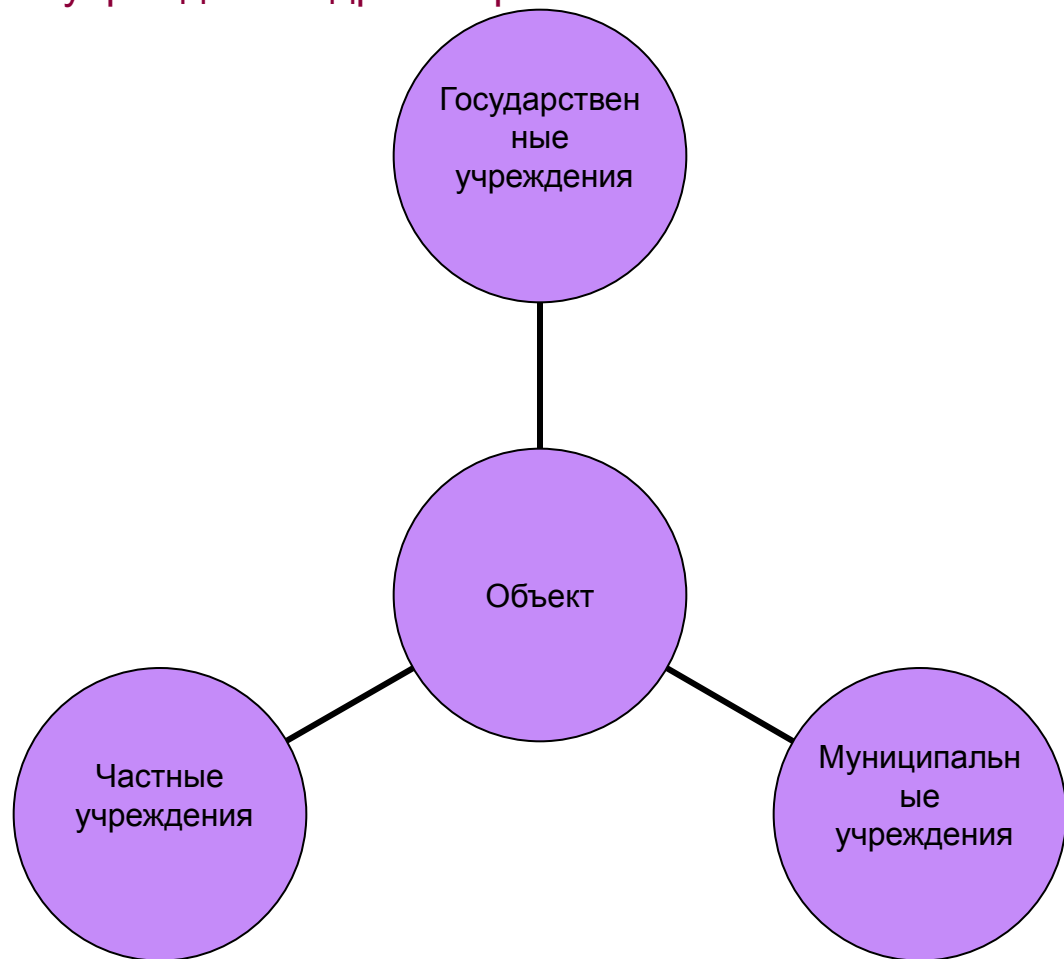 Государствен
ные
учреждения
Объект
Частные
учреждения
Муниципальн
ые
учреждения